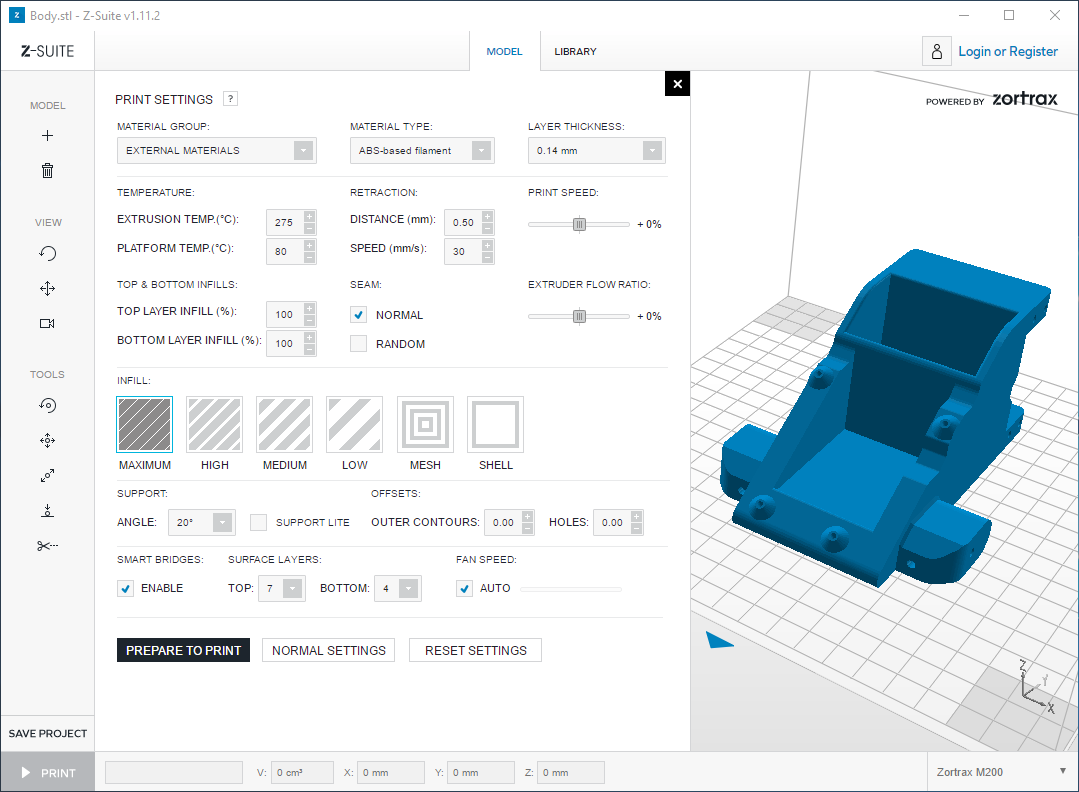 Z Body.stl - Z-Suite v1.11.2
Z-SUITE MODEL LIBRARY Login or Register
MODEL
VIEW
TOOLS
SAVE PROJECT
PRINT SETTINGS ?
MATERIAL GROUP: MATERIAL TYPE: LAYER THICKNESS:
EXTERNAL MATERIALS ABS-based filament 0.14 mm
TEMPERATURE: RETRACTION: PRINT SPEED:
EXTRUSION TEMP.(°C): 275 DISTANCE (mm): 0.50 + 0%
PLATFORM TEMP.(°C): 80 SPEED (mm/s): 30
TOP & BOTTOM INFILLS: SEAM: EXTRUDER FLOW RATIO:
TOP LAYER INFILL (%): 100 NORMAL + 0%
BOTTOM LAYER INFILL (%): 100 RANDOM
INFILL:
MAXIMUM HIGH MEDIUM LOW MESH SHELL
SUPPORT: OFFSETS:
ANGLE: 20° SUPPORT LITE OUTER CONTOURS: 0.00 HOLES: 0.00
SMART BRIDGES: SURFACE LAYERS: FAN SPEED:
ENABLE TOP: 7 BOTTOM: 4 AUTO
PREPARE TO PRINT NORMAL SETTINGS RESET SETTINGS
POWERED BY zortrax
Z
Y
X
PRINT V: 0 cm³ X: 0 mm Y: 0 mm Z: 0 mm Zortrax M200